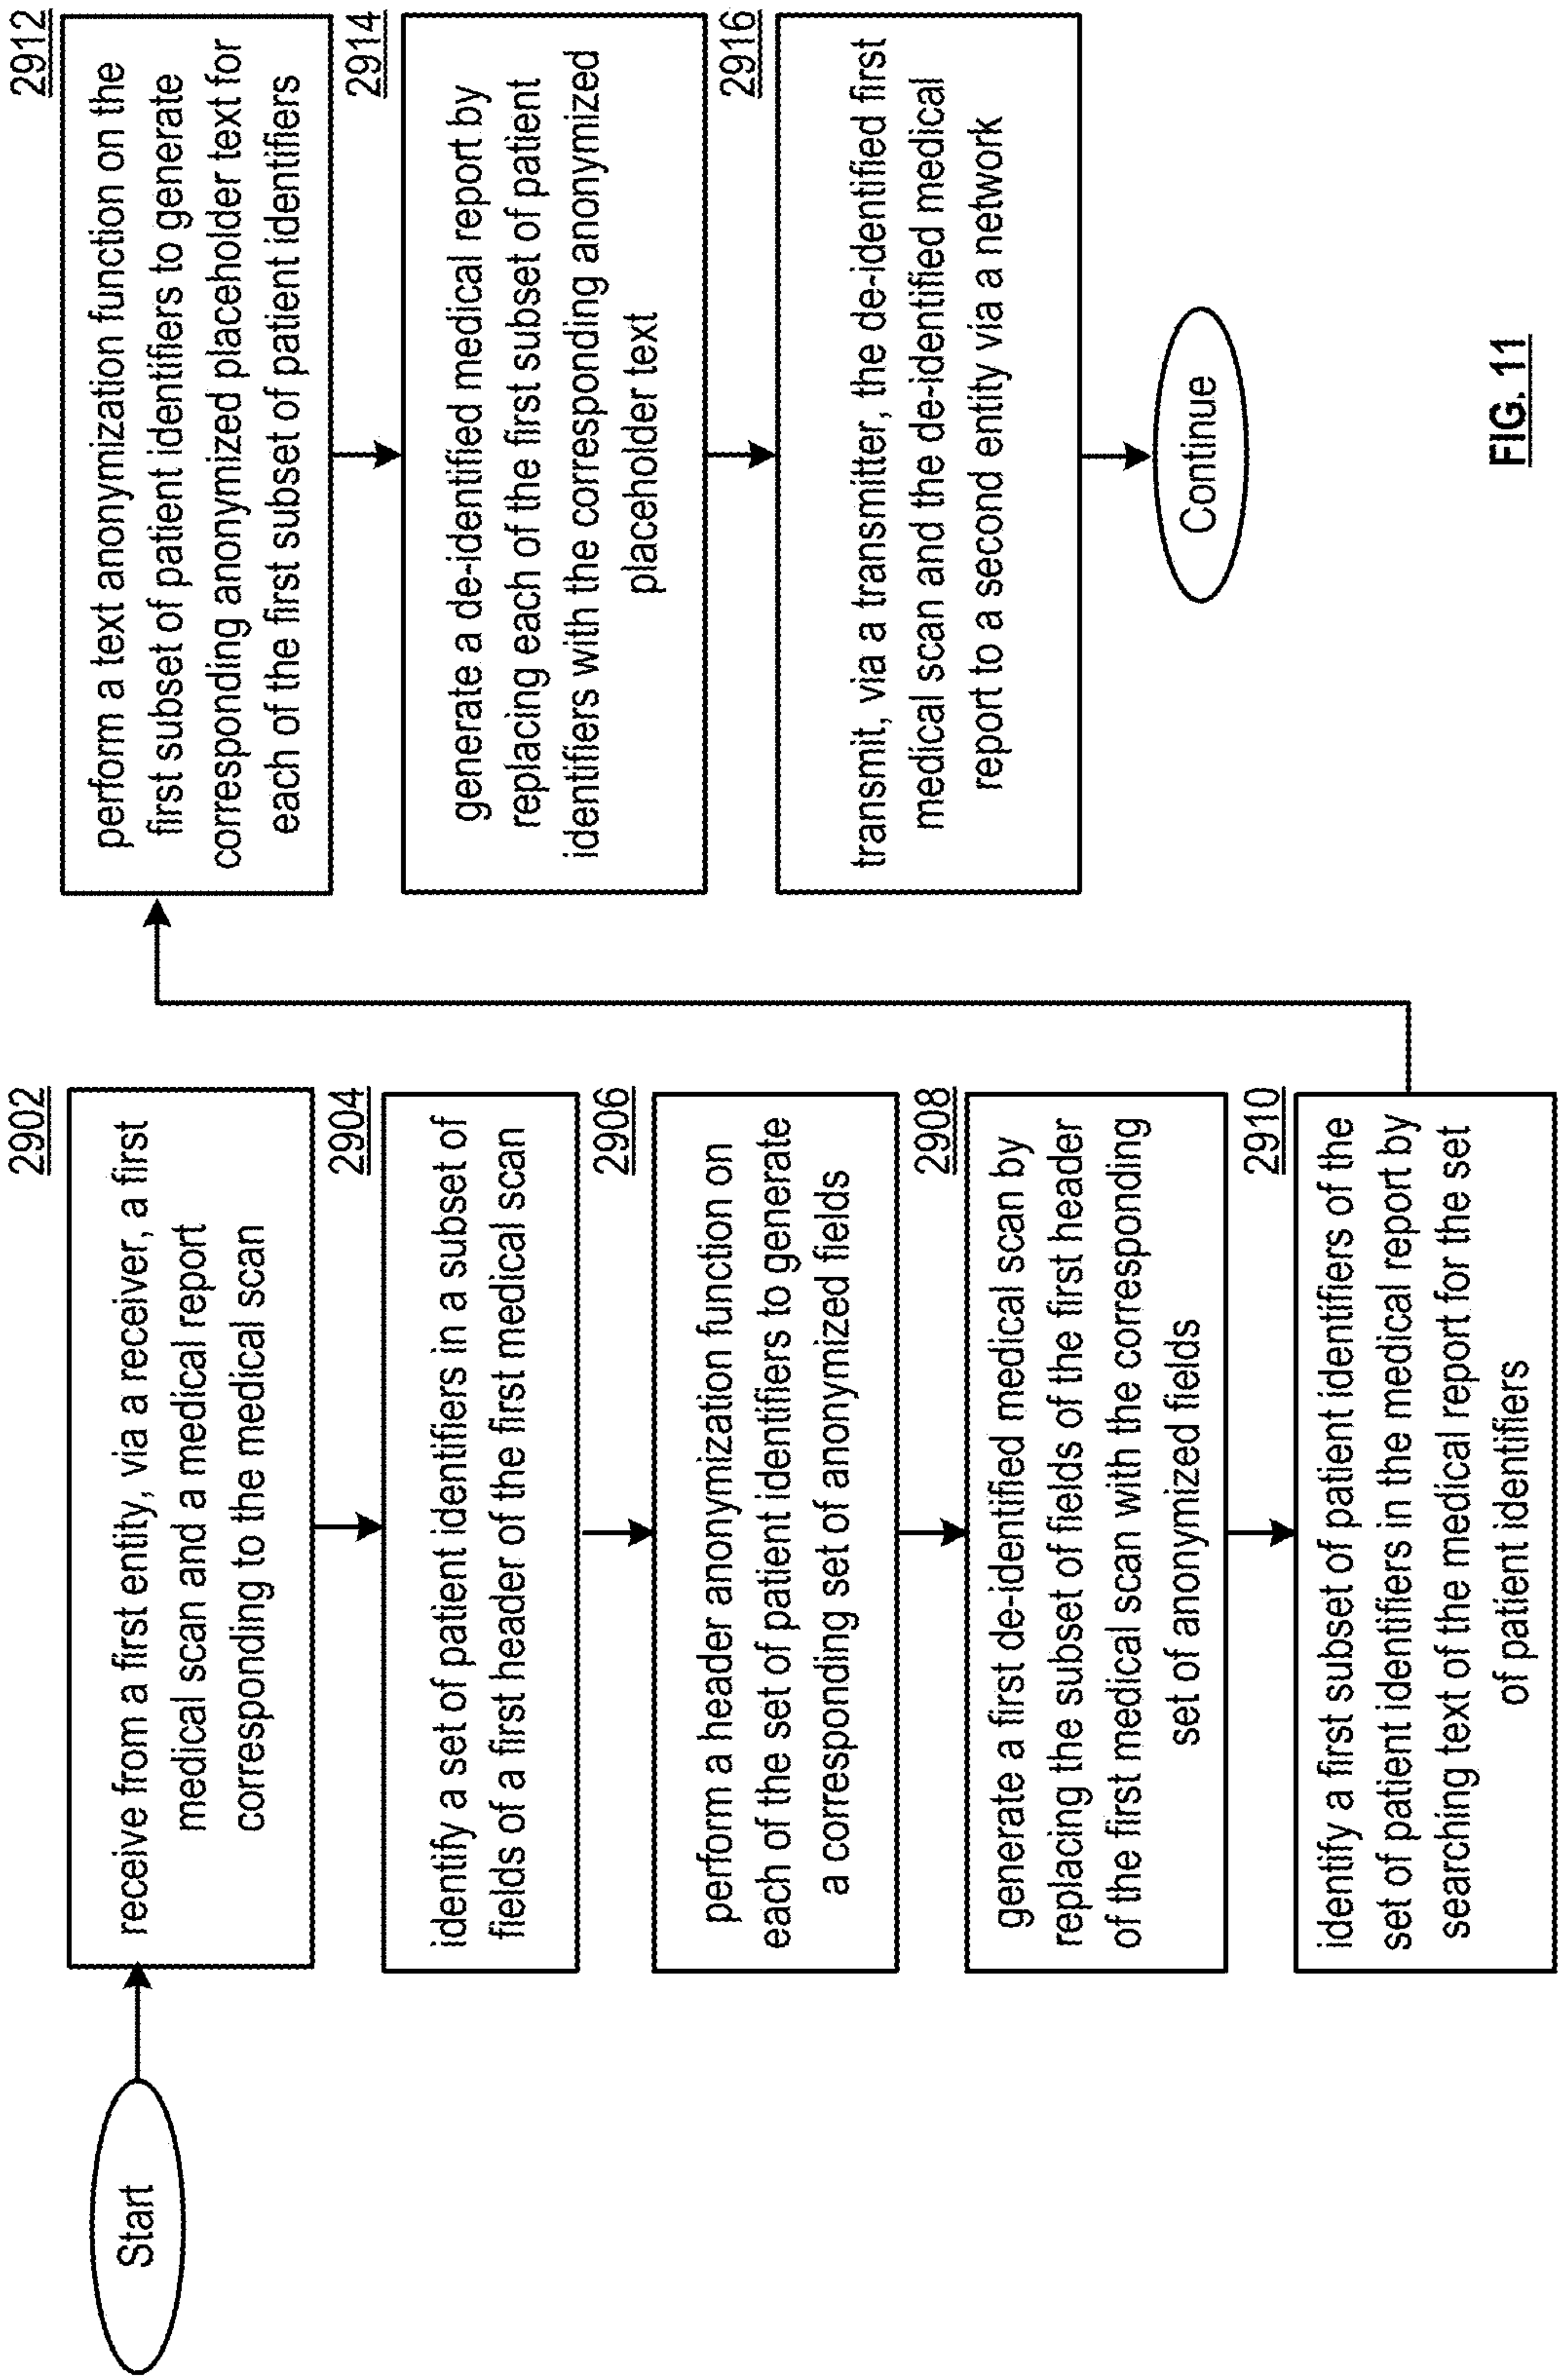 Start
2902
receive from a first entity, via a receiver, a first
medical scan and a medical report
corresponding to the medical scan
2904
identify a set of patient identifiers in a subset of
fields of a first header of the first medical scan
2906
perform a header anonymization function on
each of the set of patient identifiers to generate
a corresponding set of anonymized fields
2908
generate a first de-identified medical scan by
replacing the subset of fields of the first header
of the first medical scan with the corresponding
set of anonymized fields
2910
identify a first subset of patient identifiers of the
set of patient identifiers in the medical report by
searching text of the medical report for the set
of patient identifiers
2912
perform a text anonymization function on the
first subset of patient identifiers to generate
corresponding anonymized placeholder text for
each of the first subset of patient identifiers
2914
generate a de-identified medical report by
replacing each of the first subset of patient
identifiers with the corresponding anonymized
placeholder text
2916
transmit, via a transmitter, the de-identified first
medical scan and the de-identified medical
report to a second entity via a network
Continue
FIG. 11